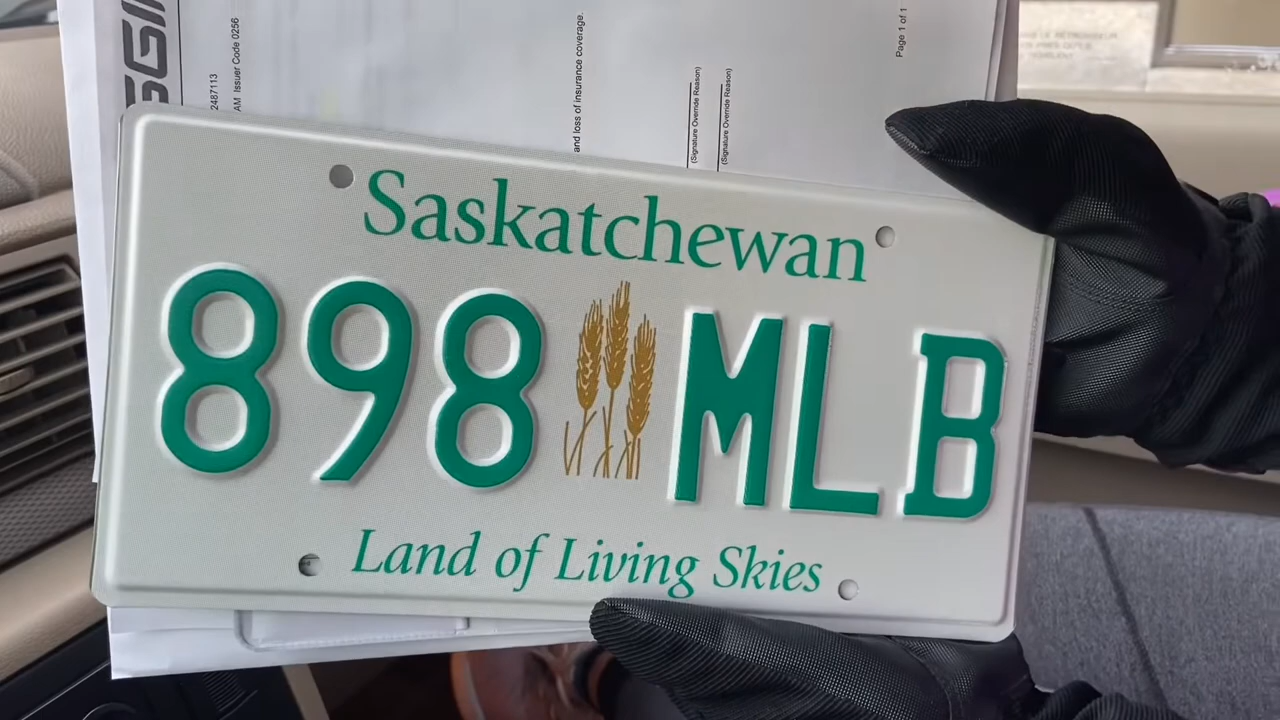 SGI
2487113
AM Issuer Code 0256
and loss of insurance coverage.
(Signature Override Reason)
(Signature Override Reason)
Page 1 of 1
Saskatchewan
898 MLB
Land of Living Skies